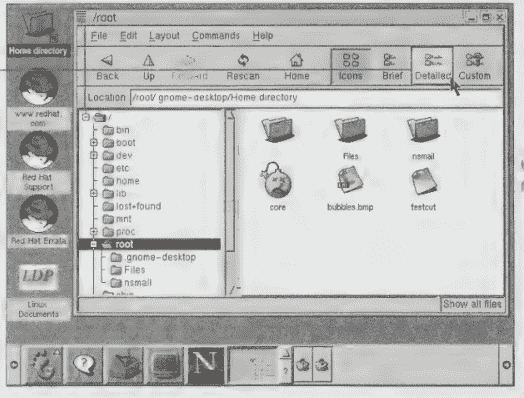 /root
File Edit Layout Commands Help
Back Up Forward Rescan Home Icons Brief Detailed Custom
Location /root/.gnome-desktop/Home directory
Home directory
www.redhat.com
Red Hat Support
Red Hat Errata
LDP
Linux Documents
/
bin
boot
dev
etc
home
lib
lost+found
mnt
proc
root
.gnome-desktop
Files
nsmail
Files
nsmail
core
bubbles.bmp
testcut
/-
Show all files
N
?